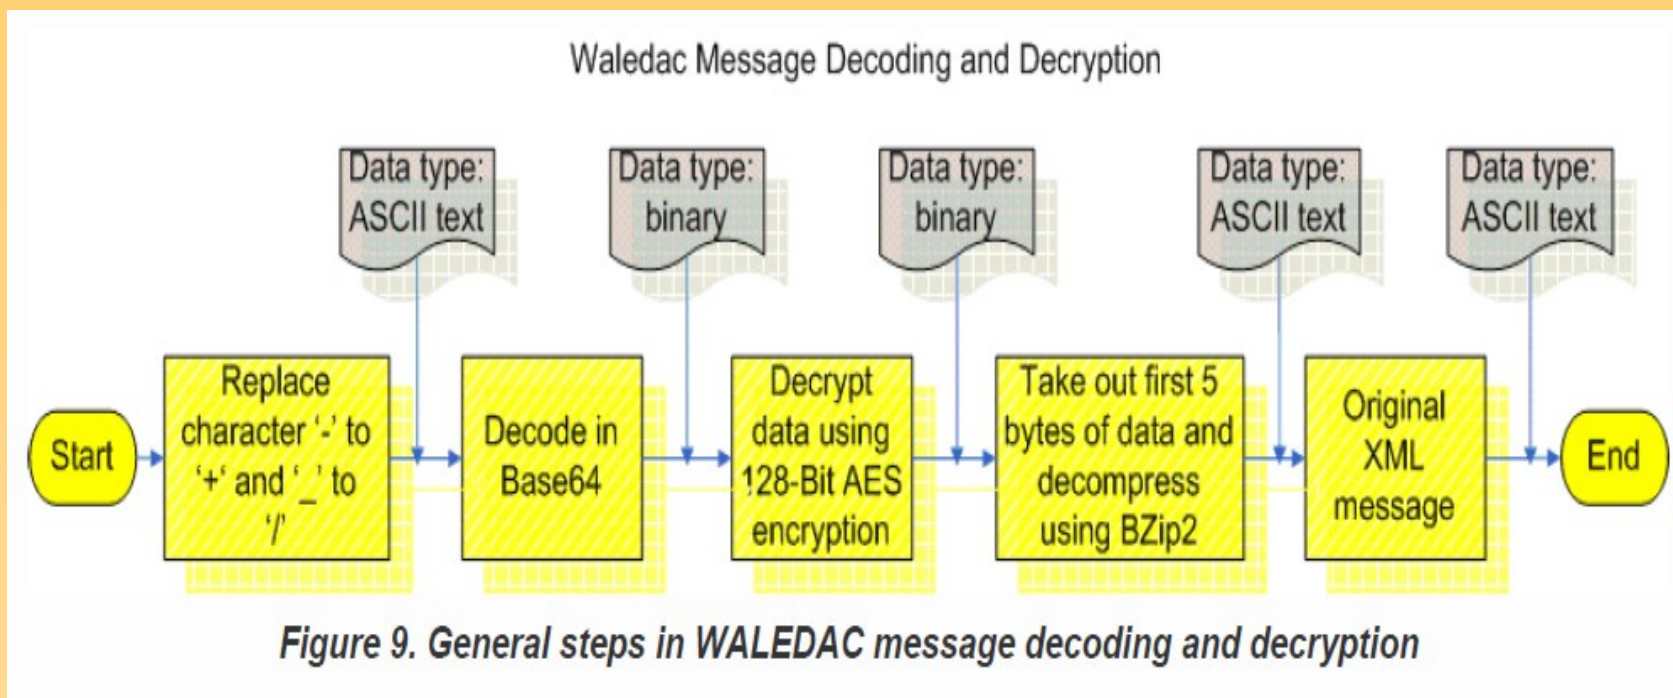 Waledac Message Decoding and Decryption
Data type:
ASCII text
Data type:
binary
Data type:
binary
Data type:
ASCII text
Data type:
ASCII text
Start
Replace
character ‘-’ to
‘+‘ and ‘_’ to
‘/’
Decode in
Base64
Decrypt
data using
128-Bit AES
encryption
Take out first 5
bytes of data and
decompress
using BZip2
Original
XML
message
End
Figure 9. General steps in WALEDAC message decoding and decryption